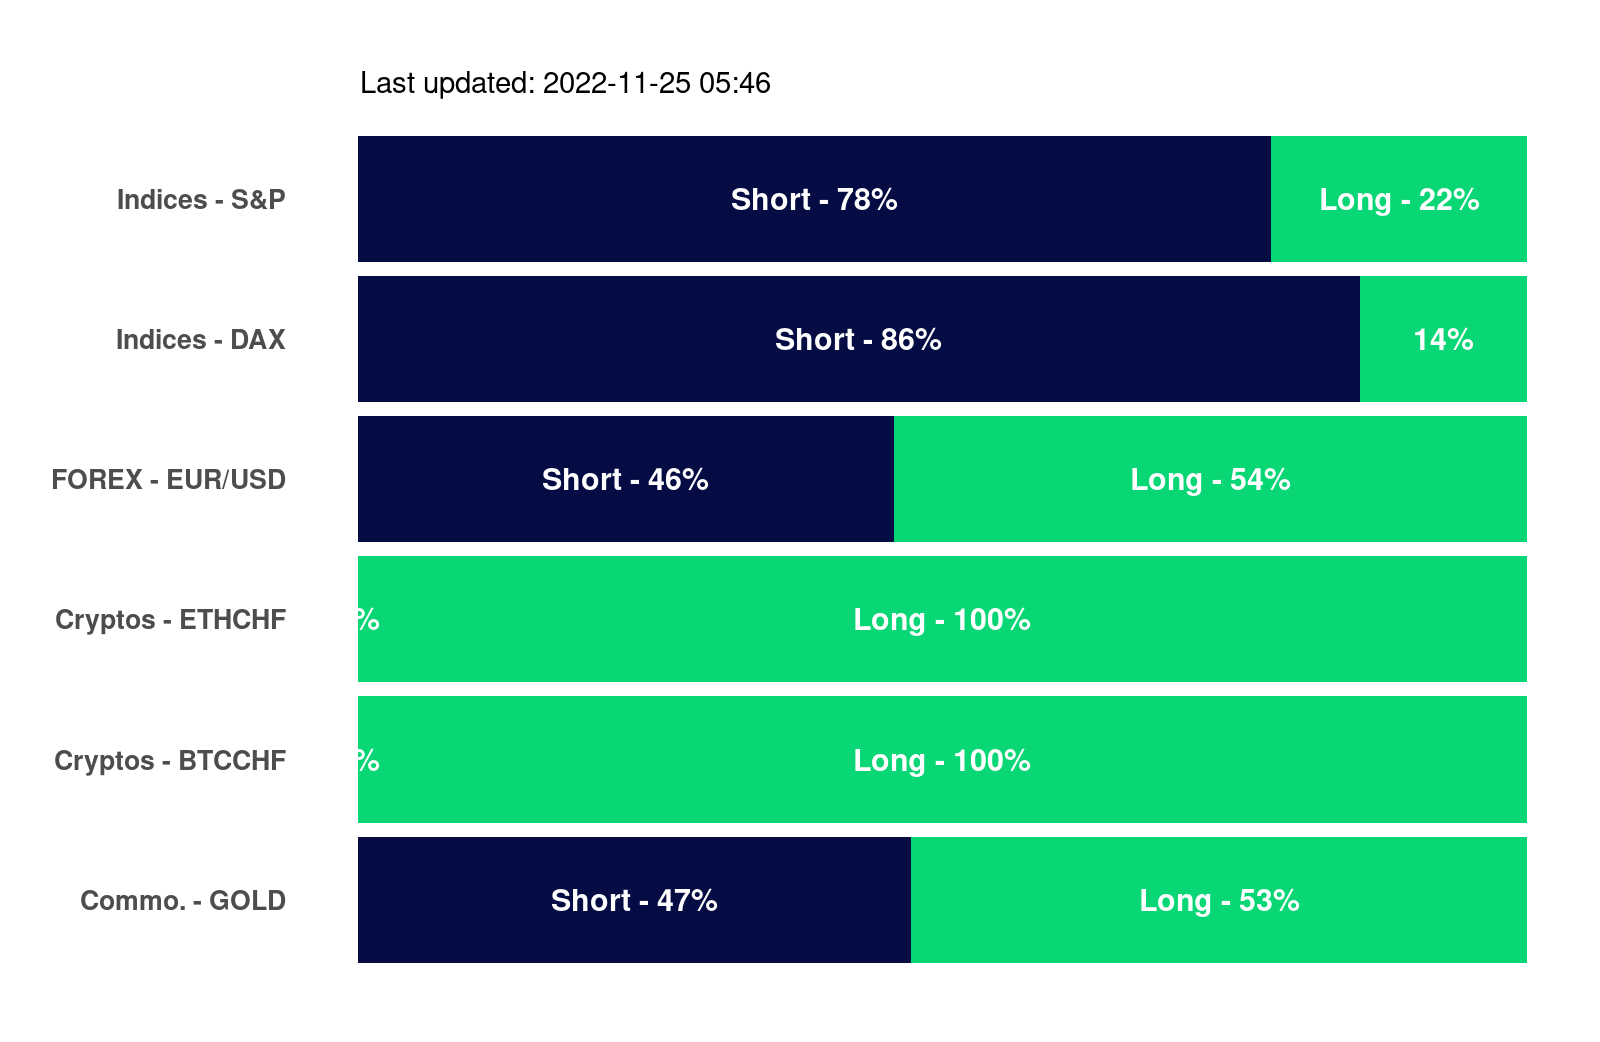 Last updated: 2022-11-25 05:46
Indices - S&P Short - 78% Long - 22%
Indices - DAX Short - 86% 14%
FOREX - EUR/USD Short - 46% Long - 54%
Cryptos - ETHCHF % Long - 100%
Cryptos - BTCCHF % Long - 100%
Commo. - GOLD Short - 47% Long - 53%